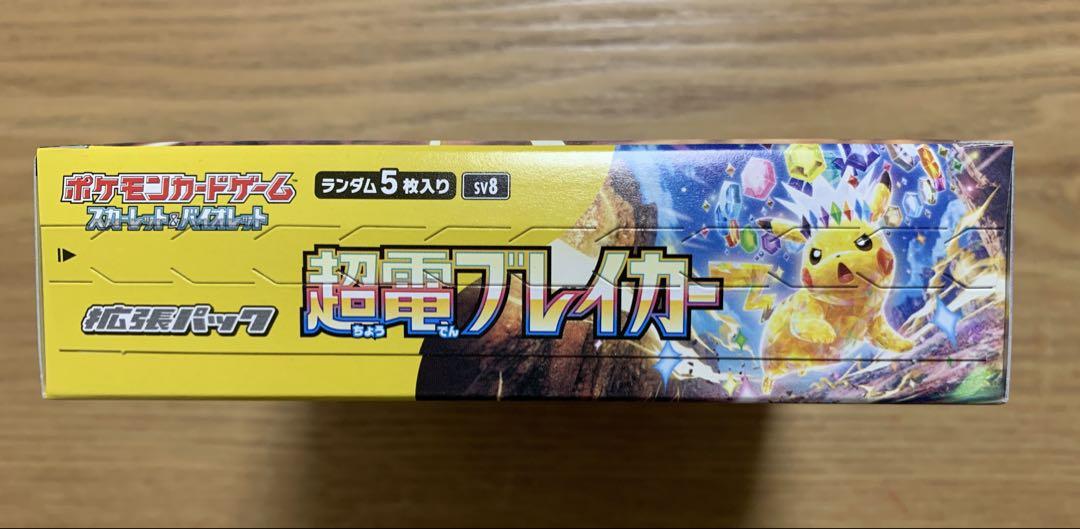 ポケモンカードゲーム
スカーレット&バイオレット
ランダム5枚入り SV8
拡張パック
超電ブレイカー
ちょう でん